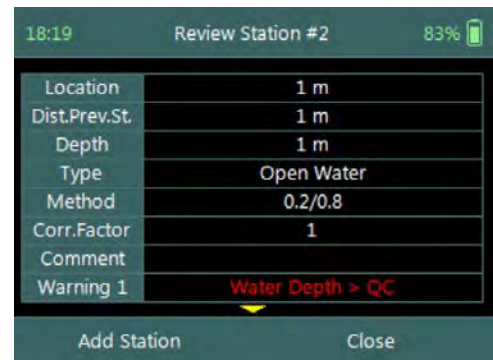 18:19 Review Station #2 83%
Location 1 m
Dist.Prev.St. 1 m
Depth 1 m
Type Open Water
Method 0.2/0.8
Corr.Factor 1
Comment
Warning 1 Water Depth > QC
Add Station Close